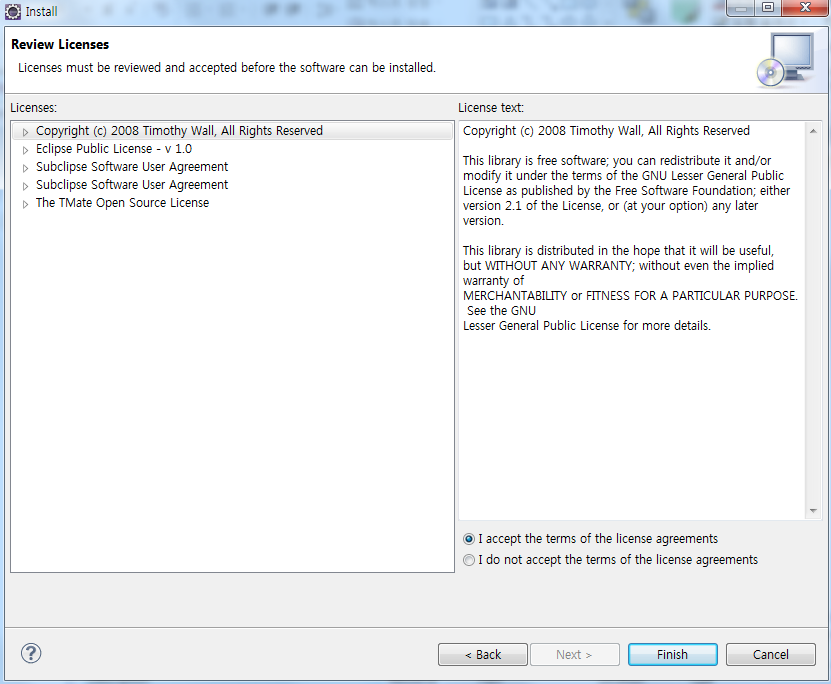 Install
Review Licenses
Licenses must be reviewed and accepted before the software can be installed.
Licenses:
Copyright (c) 2008 Timothy Wall, All Rights Reserved
Eclipse Public License - v 1.0
Subclipse Software User Agreement
Subclipse Software User Agreement
The TMate Open Source License
License text:
Copyright (c) 2008 Timothy Wall, All Rights Reserved
This library is free software; you can redistribute it and/or
modify it under the terms of the GNU Lesser General Public
License as published by the Free Software Foundation; either
version 2.1 of the License, or (at your option) any later
version.
This library is distributed in the hope that it will be useful,
but WITHOUT ANY WARRANTY; without even the implied
warranty of
MERCHANTABILITY or FITNESS FOR A PARTICULAR PURPOSE.
See the GNU
Lesser General Public License for more details.
I accept the terms of the license agreements
I do not accept the terms of the license agreements
?
< Back
Next >
Finish
Cancel